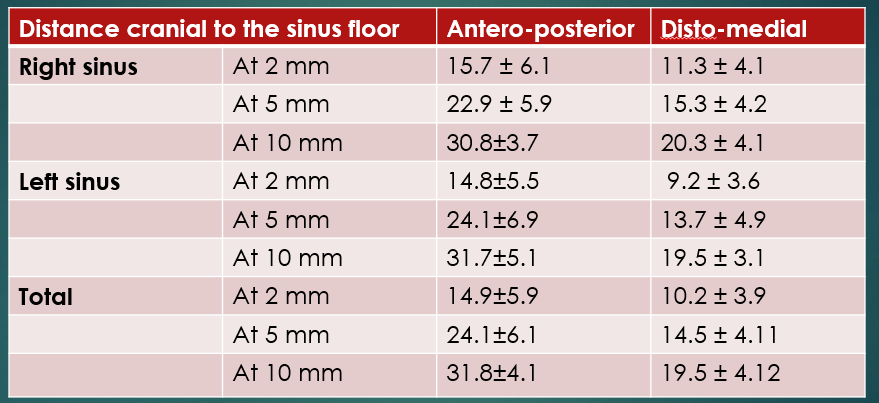 Distance cranial to the sinus floor Antero-posterior Disto-medial
Right sinus At 2 mm 15.7 ± 6.1 11.3 ± 4.1
At 5 mm 22.9 ± 5.9 15.3 ± 4.2
At 10 mm 30.8±3.7 20.3 ± 4.1
Left sinus At 2 mm 14.8±5.5 9.2 ± 3.6
At 5 mm 24.1±6.9 13.7 ± 4.9
At 10 mm 31.7±5.1 19.5 ± 3.1
Total At 2 mm 14.9±5.9 10.2 ± 3.9
At 5 mm 24.1±6.1 14.5 ± 4.11
At 10 mm 31.8±4.1 19.5 ± 4.12